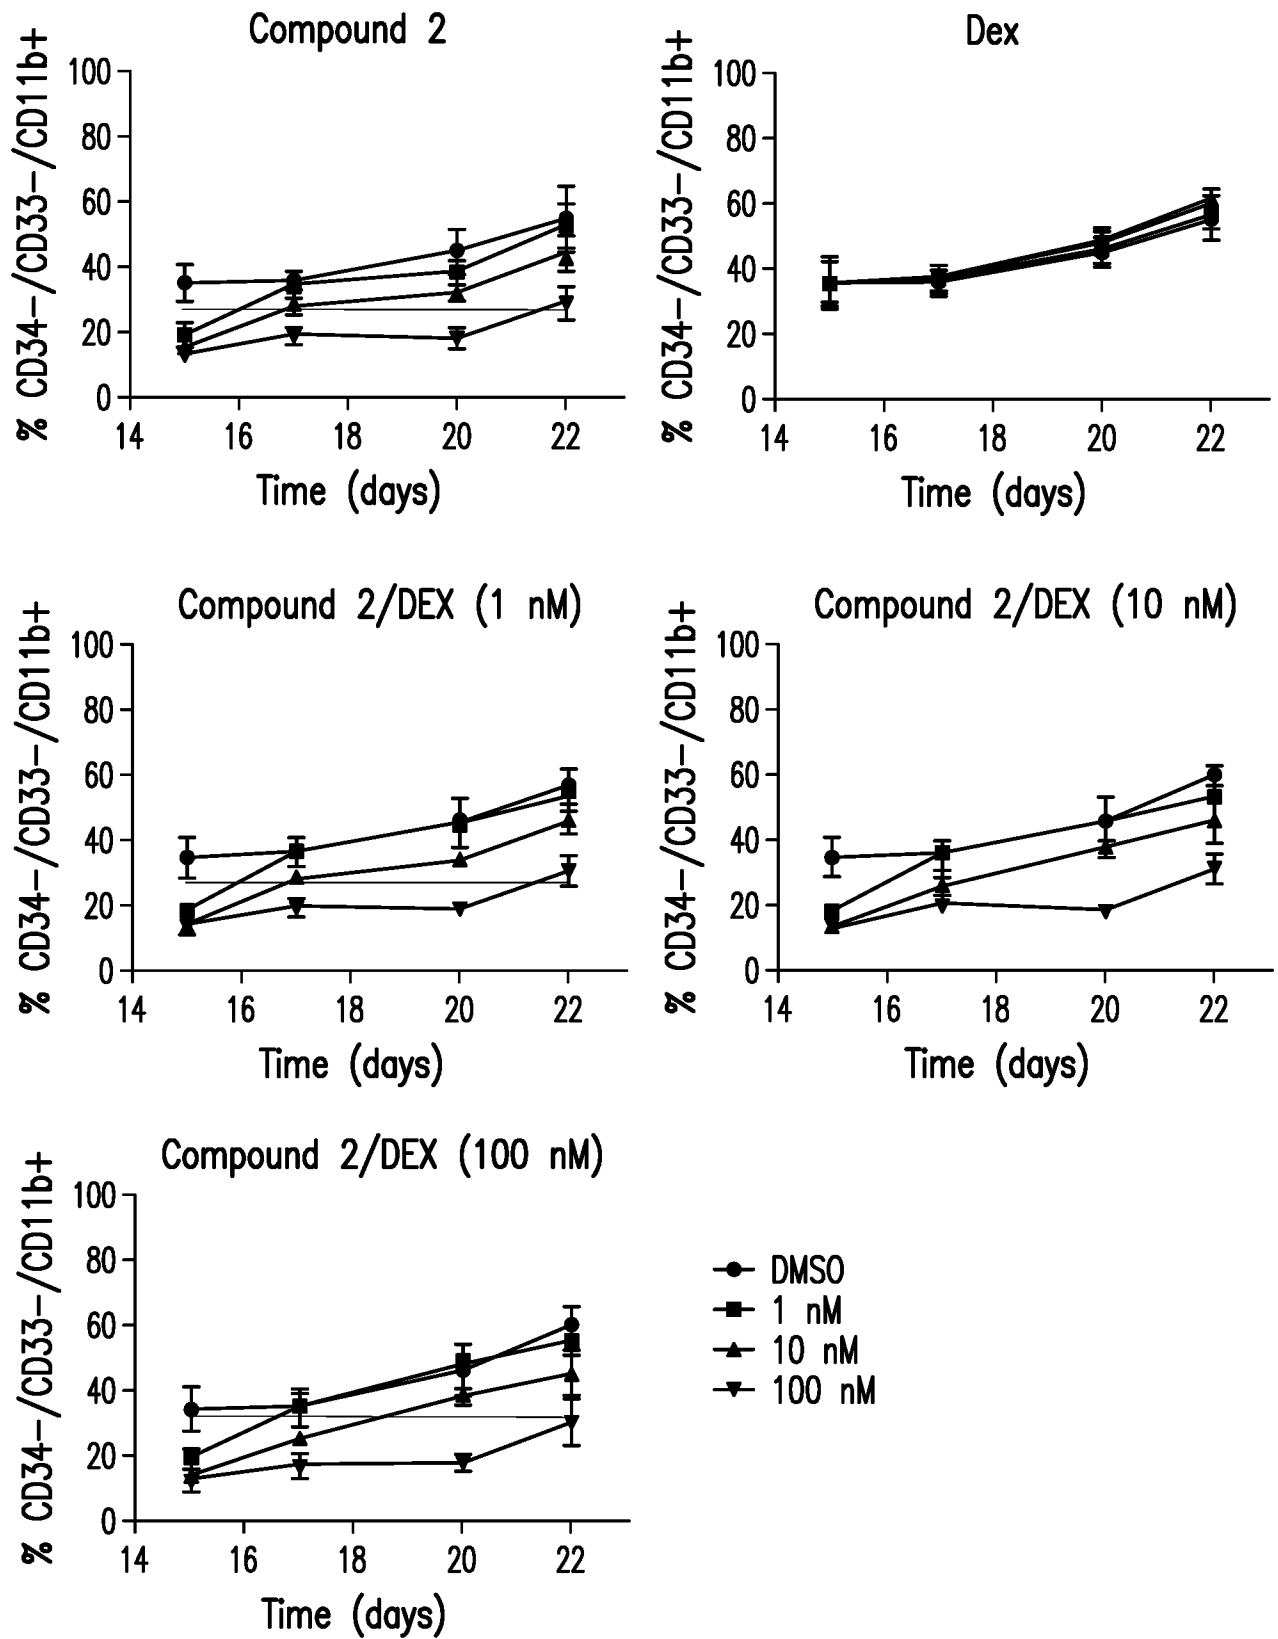 Compound 2
% CD34-/CD33-/CD11b+
100
80
60
40
20
0
14 16 18 20 22
Time (days)
Dex
% CD34-/CD33-/CD11b+
100
80
60
40
20
0
14 16 18 20 22
Time (days)
Compound 2/DEX (1 nM)
% CD34-/CD33-/CD11b+
100
80
60
40
20
0
14 16 18 20 22
Time (days)
Compound 2/DEX (10 nM)
% CD34-/CD33-/CD11b+
100
80
60
40
20
0
14 16 18 20 22
Time (days)
Compound 2/DEX (100 nM)
% CD34-/CD33-/CD11b+
100
80
60
40
20
0
14 16 18 20 22
Time (days)
DMSO
1 nM
10 nM
100 nM